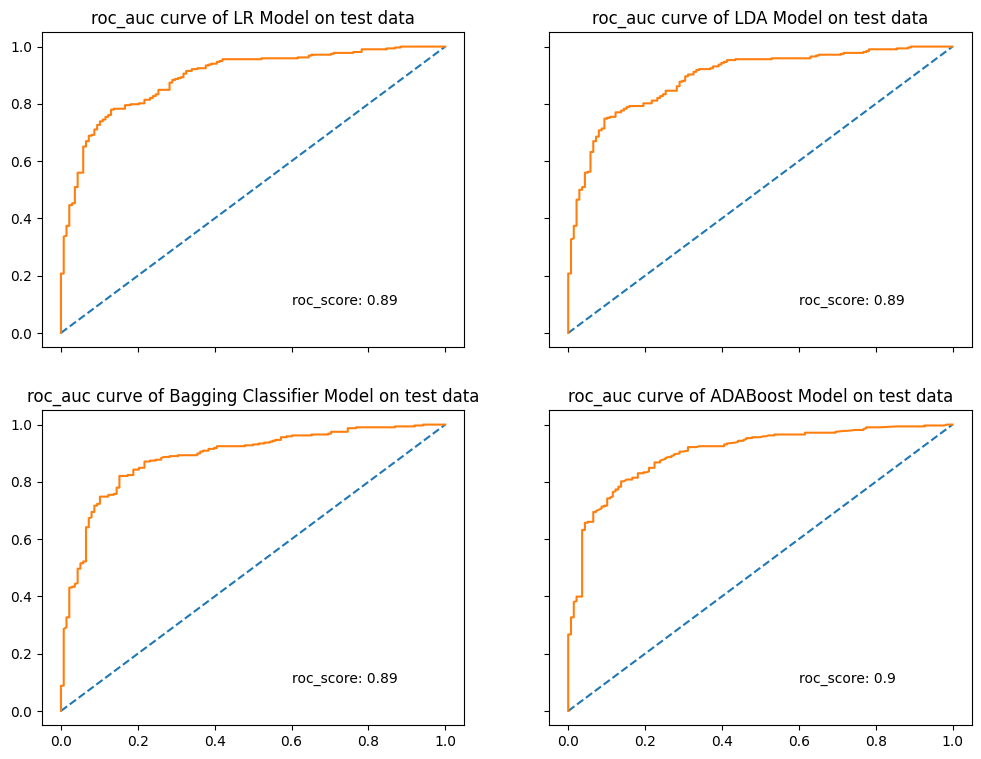 roc_auc curve of LR Model on test data
1.0
0.8
0.6
0.4
0.2
0.0
roc_score: 0.89
roc_auc curve of LDA Model on test data
roc_score: 0.89
roc_auc curve of Bagging Classifier Model on test data
1.0
0.8
0.6
0.4
0.2
0.0
roc_score: 0.89
0.0 0.2 0.4 0.6 0.8 1.0
roc_auc curve of ADABoost Model on test data
roc_score: 0.9
0.0 0.2 0.4 0.6 0.8 1.0